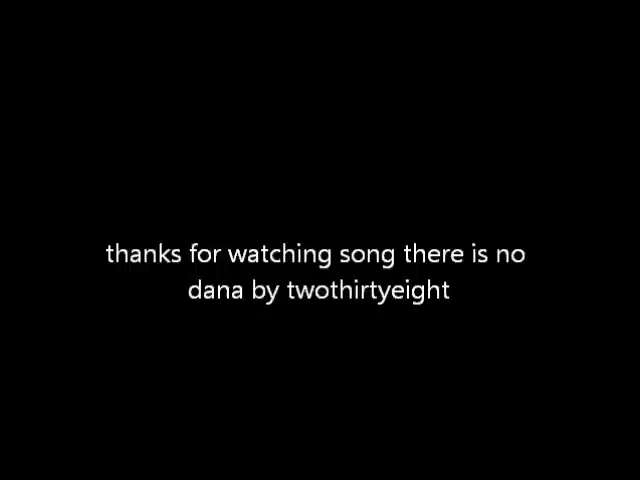 thanks for watching song there is no
dana by twothirtyeight